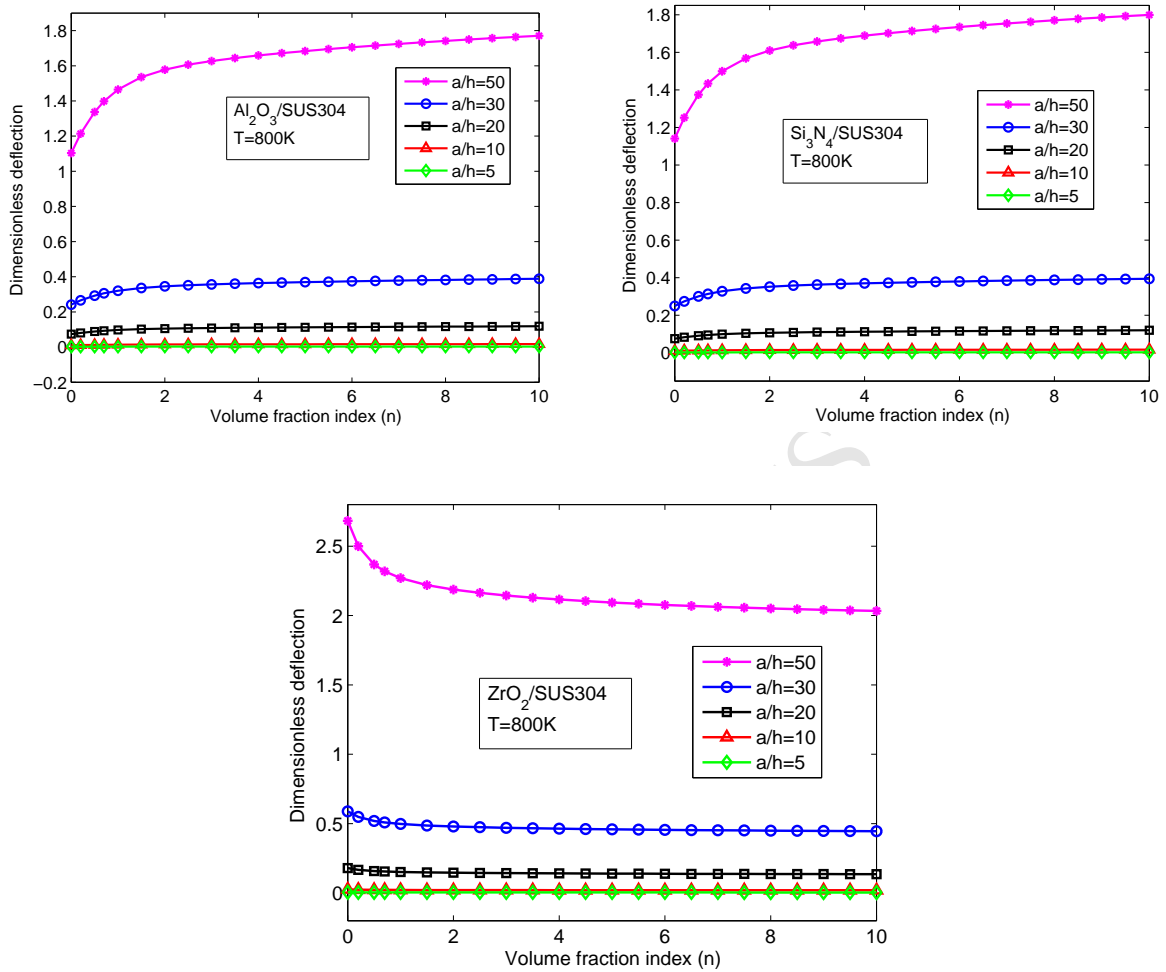 1.8
1.6
1.4
1.2
1
0.8
0.6
0.4
0.2
0
−0.2
Dimensionless deflection
Al2O3/SUS304
T=800K
a/h=50
a/h=30
a/h=20
a/h=10
a/h=5
0 2 4 6 8 10
Volume fraction index (n)
1.8
1.6
1.4
1.2
1
0.8
0.6
0.4
0.2
0
Dimensionless deflection
Si3N4/SUS304
T=800K
a/h=50
a/h=30
a/h=20
a/h=10
a/h=5
0 2 4 6 8 10
Volume fraction index (n)
S
2.5
2
1.5
1
0.5
0
Dimensionless deflection
ZrO2/SUS304
T=800K
a/h=50
a/h=30
a/h=20
a/h=10
a/h=5
0 2 4 6 8 10
Volume fraction index (n)